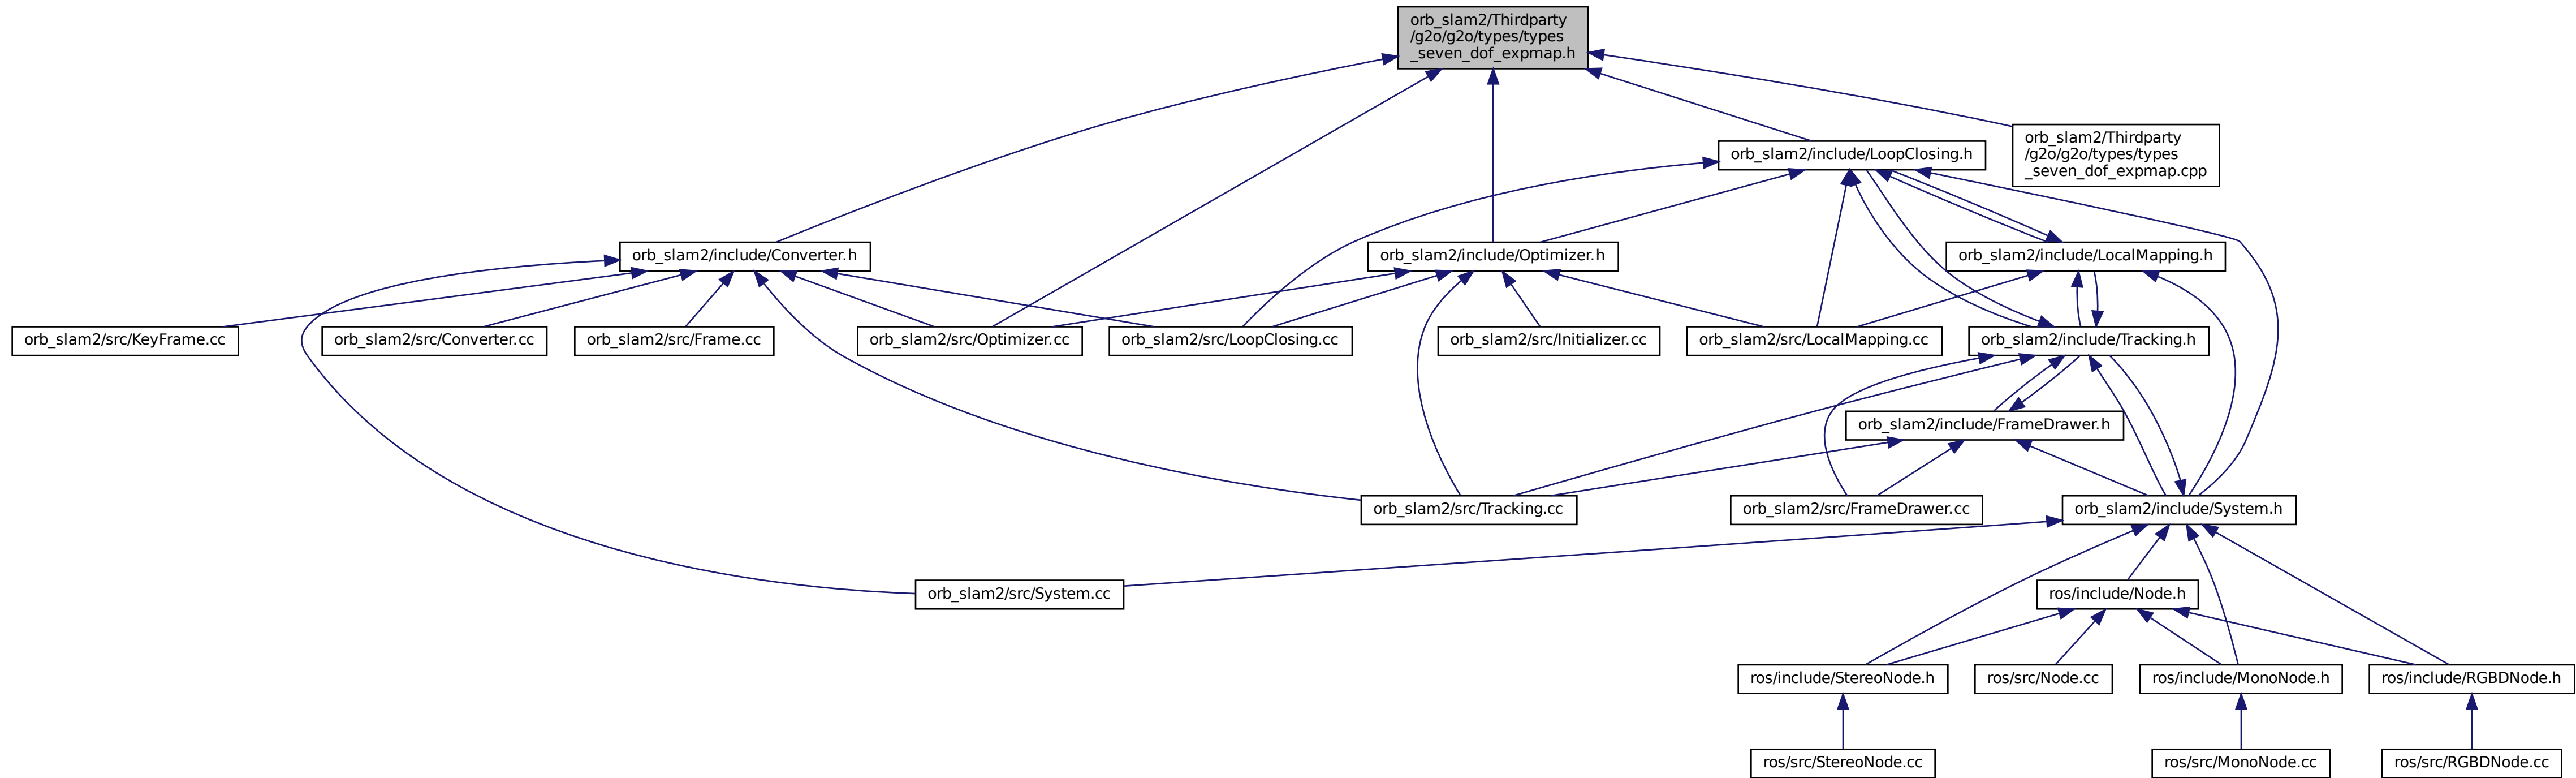 orb_slam2/Thirdparty
/g2o/g2o/types/types
_seven_dof_expmap.h
orb_slam2/Thirdparty
/g2o/g2o/types/types
_seven_dof_expmap.cpp
orb_slam2/include/LoopClosing.h
orb_slam2/include/Converter.h
orb_slam2/include/Optimizer.h
orb_slam2/include/LocalMapping.h
orb_slam2/src/KeyFrame.cc
orb_slam2/src/Converter.cc
orb_slam2/src/Frame.cc
orb_slam2/src/Optimizer.cc
orb_slam2/src/LoopClosing.cc
orb_slam2/src/Initializer.cc
orb_slam2/src/LocalMapping.cc
orb_slam2/include/Tracking.h
orb_slam2/include/FrameDrawer.h
orb_slam2/src/Tracking.cc
orb_slam2/src/FrameDrawer.cc
orb_slam2/include/System.h
orb_slam2/src/System.cc
ros/include/Node.h
ros/include/StereoNode.h
ros/src/Node.cc
ros/include/MonoNode.h
ros/include/RGBDNode.h
ros/src/StereoNode.cc
ros/src/MonoNode.cc
ros/src/RGBDNode.cc